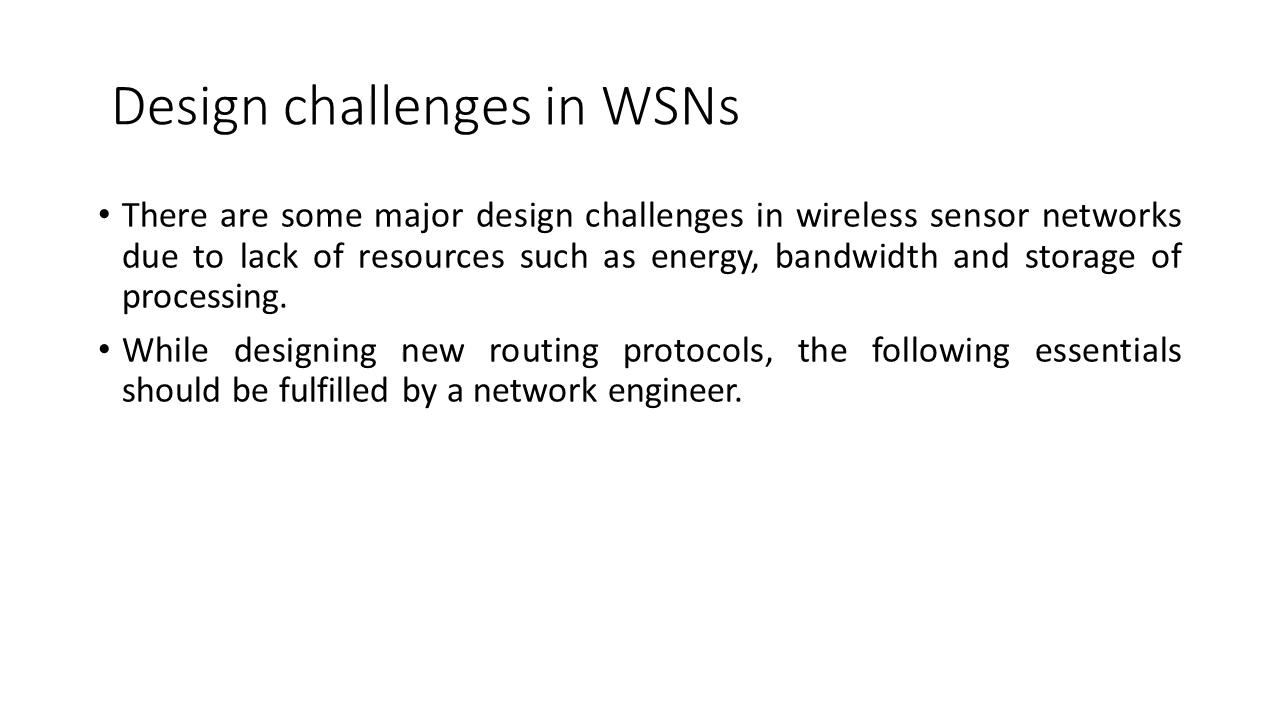 Design challenges in WSNs
• There are some major design challenges in wireless sensor networks
due to lack of resources such as energy, bandwidth and storage of
processing.
• While designing new routing protocols, the following essentials
should be fulfilled by a network engineer.